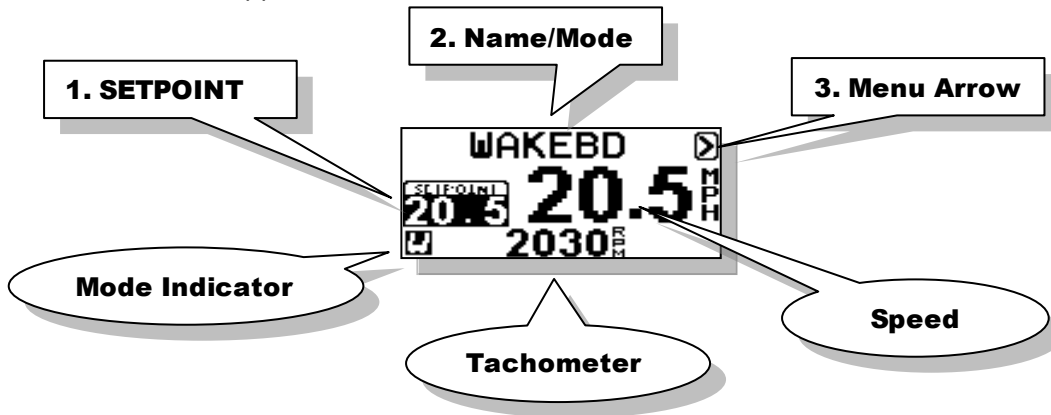 2. Name/Mode
1. SETPOINT
3. Menu Arrow
WAKEBD
SETPOINT
20.5
20.5
MPH
2030
RPM
Mode Indicator
Speed
Tachometer